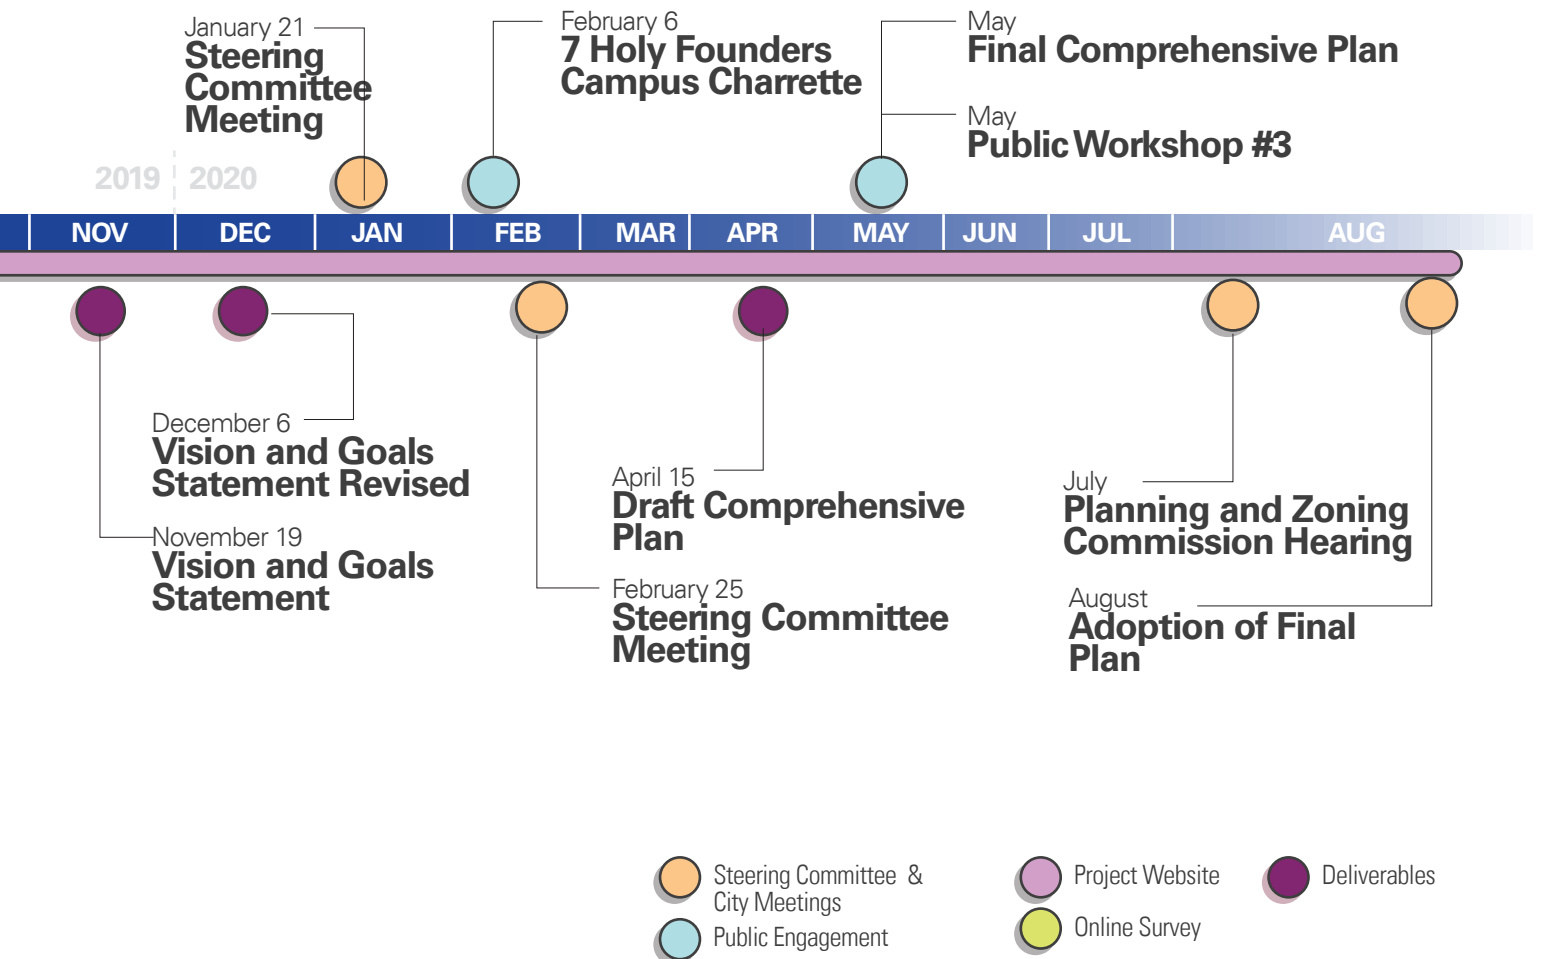 January 21
Steering
Committee
Meeting
February 6
7 Holy Founders
Campus Charrette
May
Final Comprehensive Plan
May
Public Workshop #3
2019 2020
NOV DEC JAN FEB MAR APR MAY JUN JUL AUG
December 6
Vision and Goals
Statement Revised
November 19
Vision and Goals
Statement
April 15
Draft Comprehensive
Plan
February 25
Steering Committee
Meeting
July
Planning and Zoning
Commission Hearing
August
Adoption of Final
Plan
Steering Committee &
City Meetings
Public Engagement
Project Website
Online Survey
Deliverables